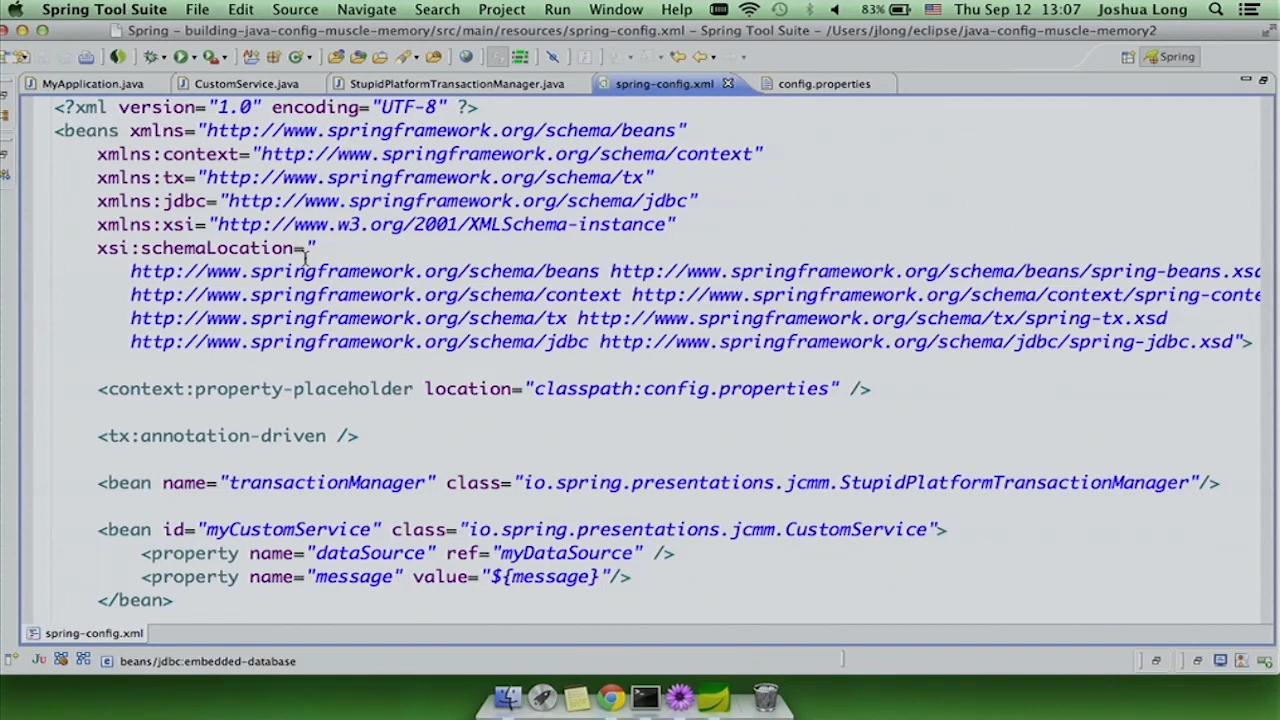 Spring Tool Suite File Edit Source Navigate Search Project Run Window Help 83% Thu Sep 12 13:07 Joshua Long
Spring - building-java-config-muscle-memory/src/main/resources/spring-config.xml - Spring Tool Suite - /Users/jlong/eclipse/java-config-muscle-memory2
Spring
MyApplication.java CustomService.java StupidPlatformTransactionManager.java spring-config.xml config.properties
<?xml version="1.0" encoding="UTF-8" ?>
<beans xmlns="http://www.springframework.org/schema/beans"
xmlns:context="http://www.springframework.org/schema/context"
xmlns:tx="http://www.springframework.org/schema/tx"
xmlns:jdbc="http://www.springframework.org/schema/jdbc"
xmlns:xsi="http://www.w3.org/2001/XMLSchema-instance"
xsi:schemaLocation="
http://www.springframework.org/schema/beans http://www.springframework.org/schema/beans/spring-beans.xsd
http://www.springframework.org/schema/context http://www.springframework.org/schema/context/spring-conte
http://www.springframework.org/schema/tx http://www.springframework.org/schema/tx/spring-tx.xsd
http://www.springframework.org/schema/jdbc http://www.springframework.org/schema/jdbc/spring-jdbc.xsd">
<context:property-placeholder location="classpath:config.properties" />
<tx:annotation-driven />
<bean name="transactionManager" class="io.spring.presentations.jcmm.StupidPlatformTransactionManager"/>
<bean id="myCustomService" class="io.spring.presentations.jcmm.CustomService">
<property name="dataSource" ref="myDataSource" />
<property name="message" value="${message}"/>
</bean>
spring-config.xml
Ju e beans/jdbc:embedded-database